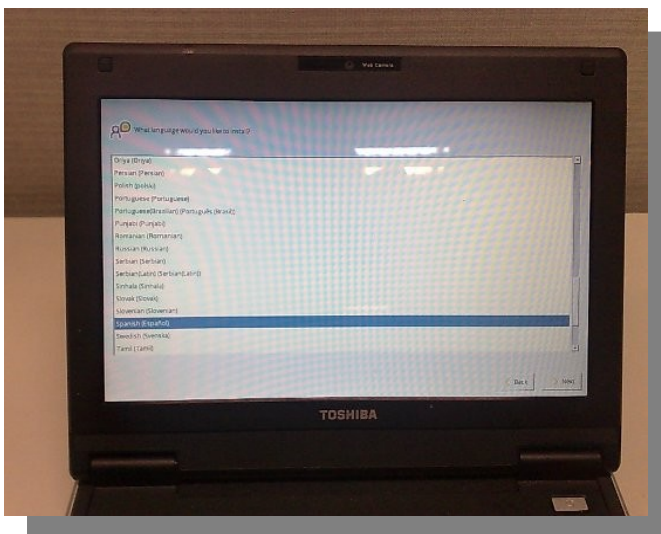 Web Camera
What language would you like to install?
Oriya (Oriya)
Persian (Persian)
Polish (polski)
Portuguese (Portuguese)
Portuguese(Brazilian) (Português (Brasil))
Punjabi (Punjabi)
Romanian (Romanian)
Russian (Russian)
Serbian (Serbian)
Serbian(Latin) (Serbian(Latin))
Sinhala (Sinhala)
Slovak (Slovak)
Slovenian (Slovenian)
Spanish (Español)
Swedish (Svenska)
Tamil (Tamil)
Back
Next
TOSHIBA